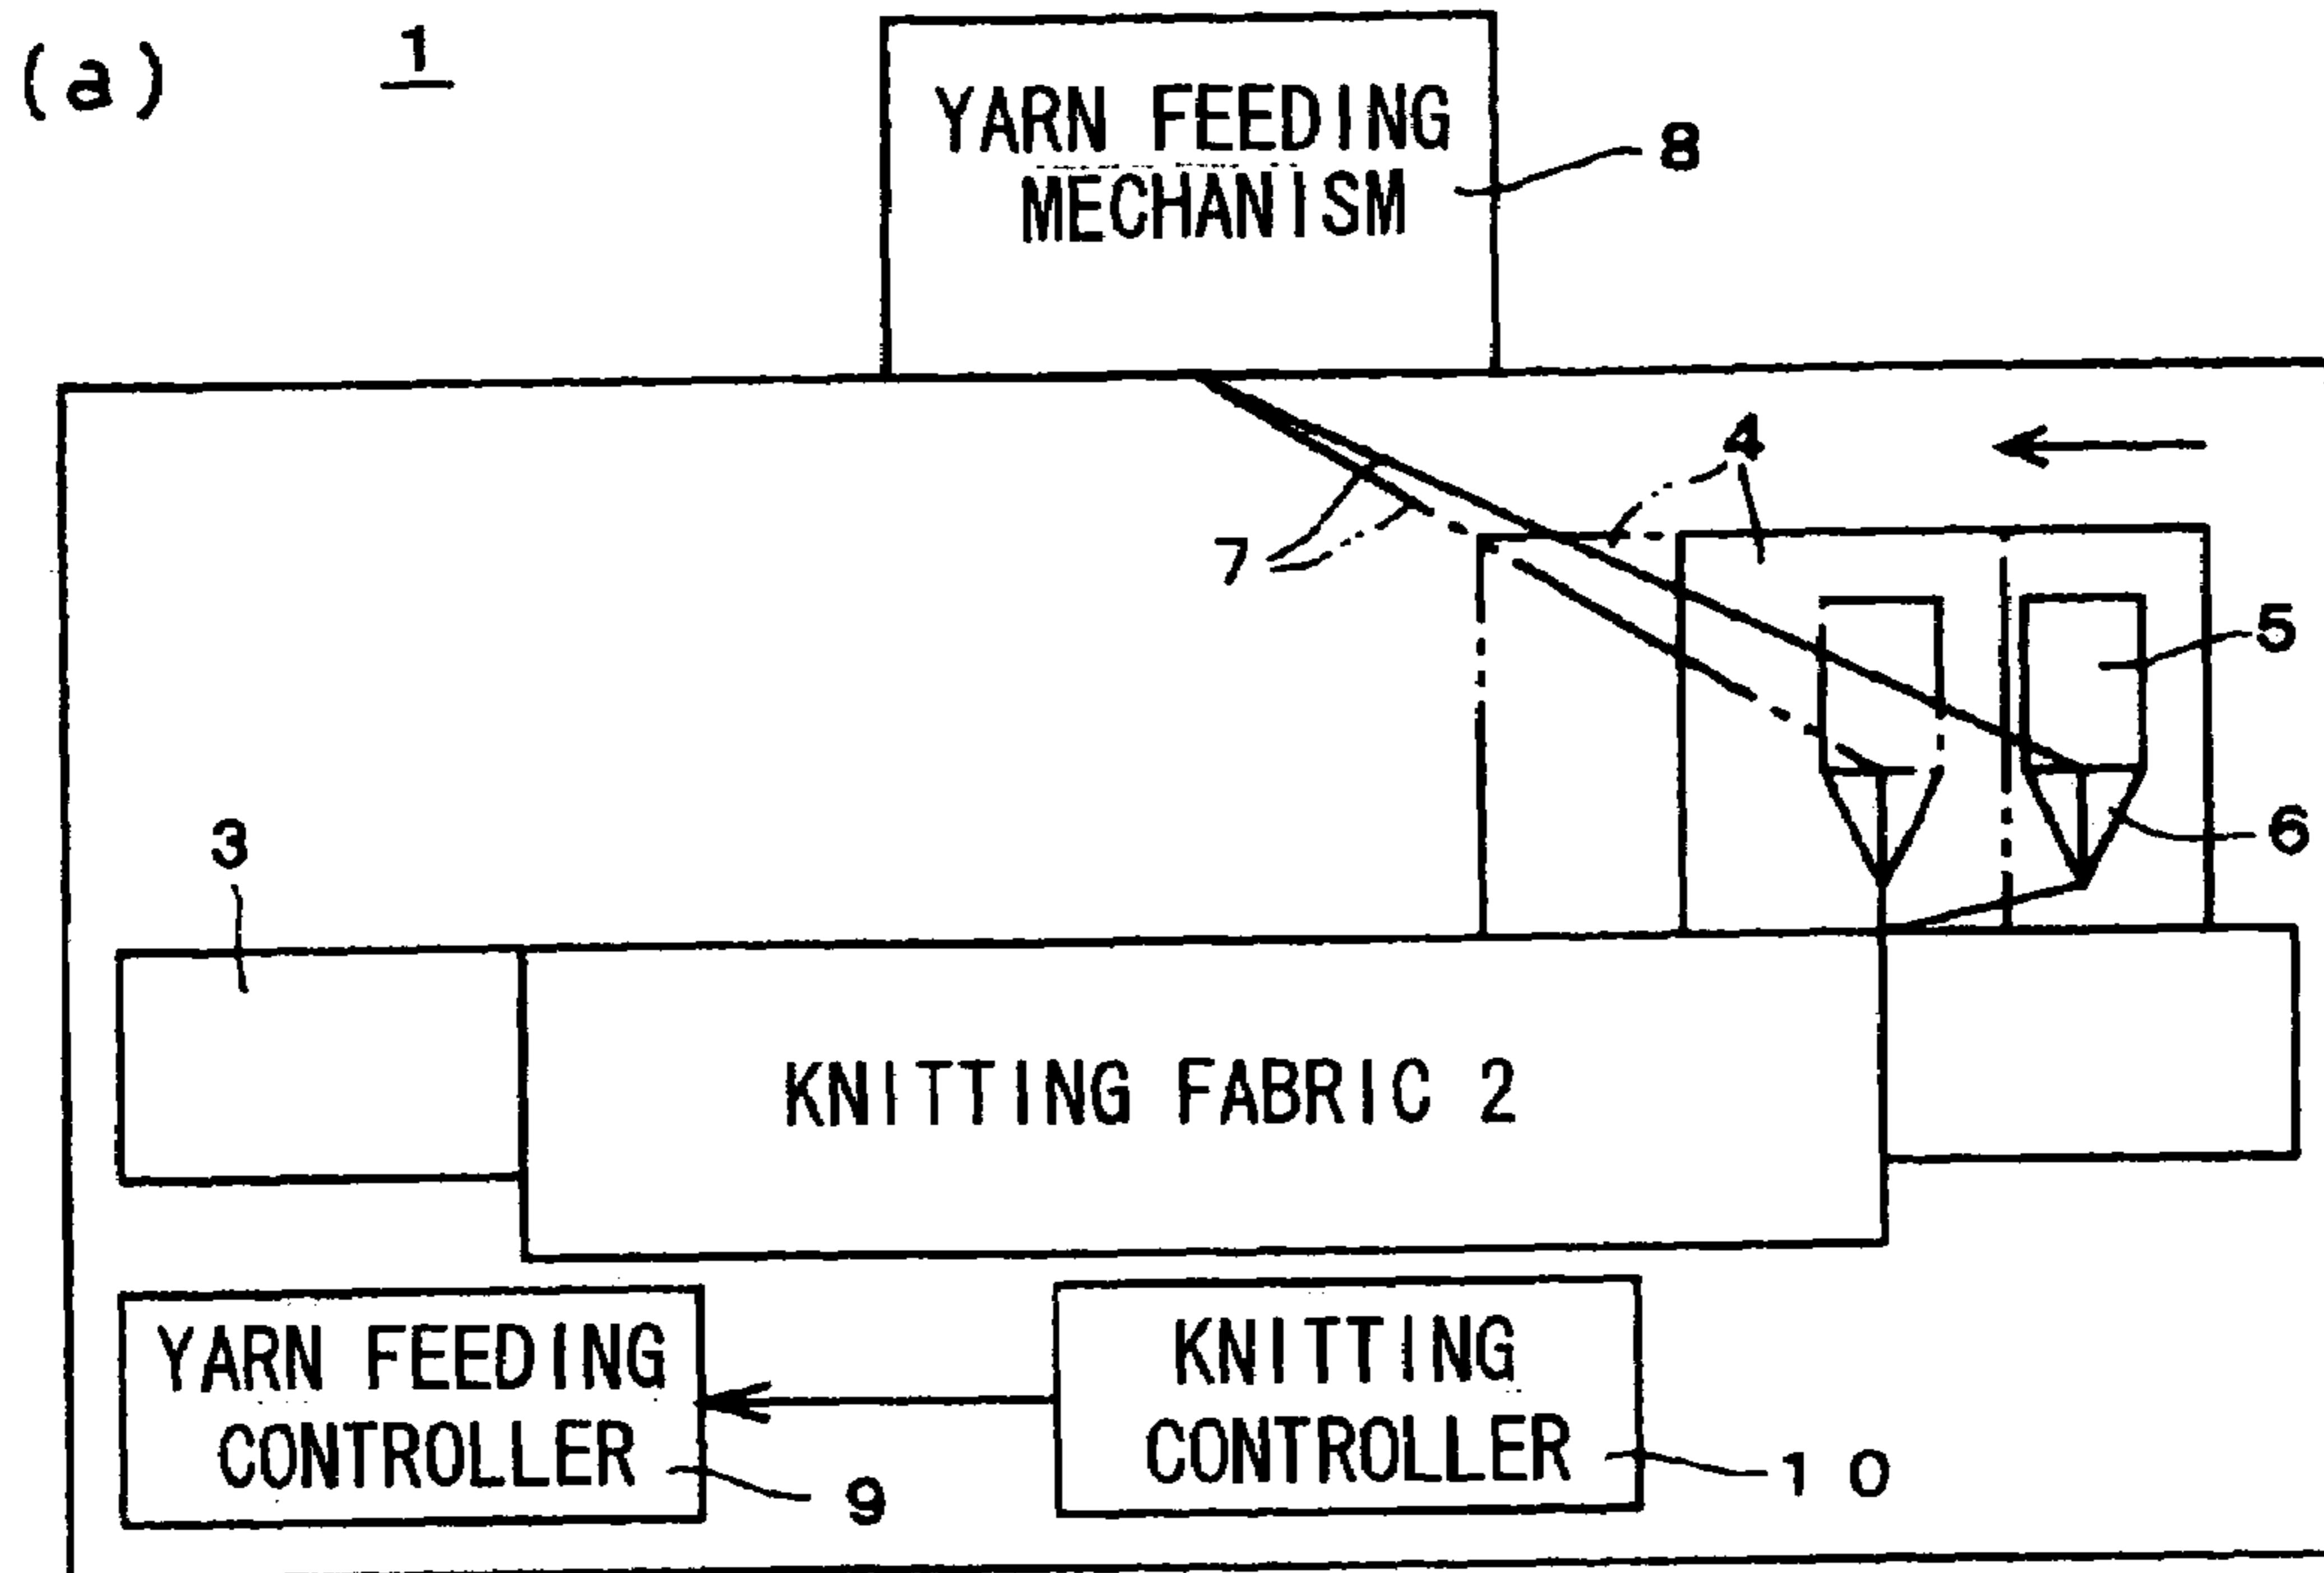 (a) 1
YARN FEEDING
MECHANISM
8
4
7
5
6
3
KNITTING FABRIC 2
YARN FEEDING
CONTROLLER
9
KNITTING
CONTROLLER
10